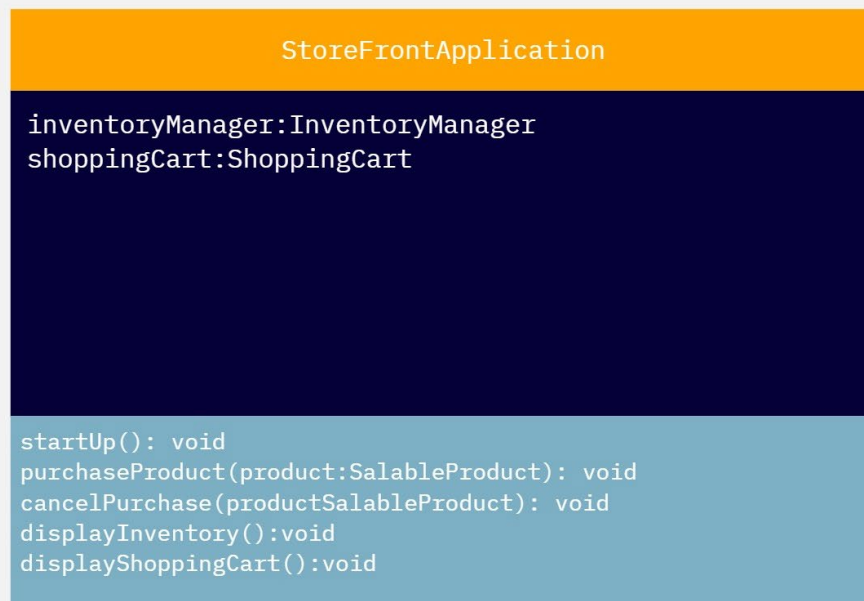 StoreFrontApplication
inventoryManager:InventoryManager
shoppingCart:ShoppingCart
startUp(): void
purchaseProduct(product:SalableProduct): void
cancelPurchase(productSalableProduct): void
displayInventory():void
displayShoppingCart():void